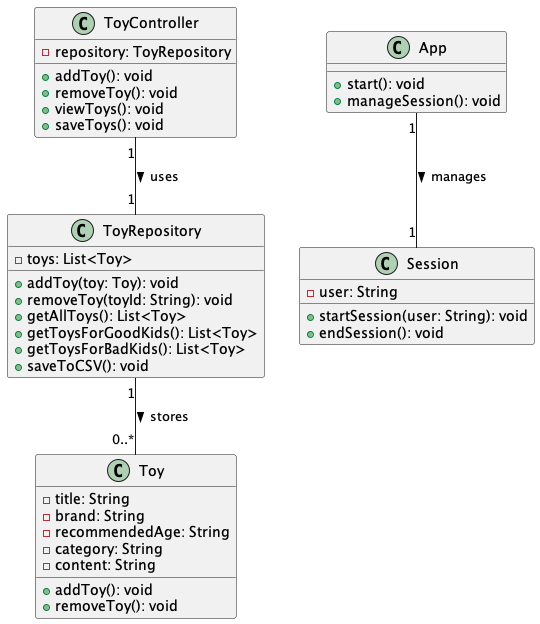 C ToyController
repository: ToyRepository
addToy(): void
removeToy(): void
viewToys(): void
saveToys(): void
1
uses
1
C ToyRepository
toys: List<Toy>
addToy(toy: Toy): void
removeToy(toyId: String): void
getAllToys(): List<Toy>
getToysForGoodKids(): List<Toy>
getToysForBadKids(): List<Toy>
saveToCSV(): void
1
stores
0..*
C Toy
title: String
brand: String
recommendedAge: String
category: String
content: String
addToy(): void
removeToy(): void
C App
start(): void
manageSession(): void
1
manages
1
C Session
user: String
startSession(user: String): void
endSession(): void